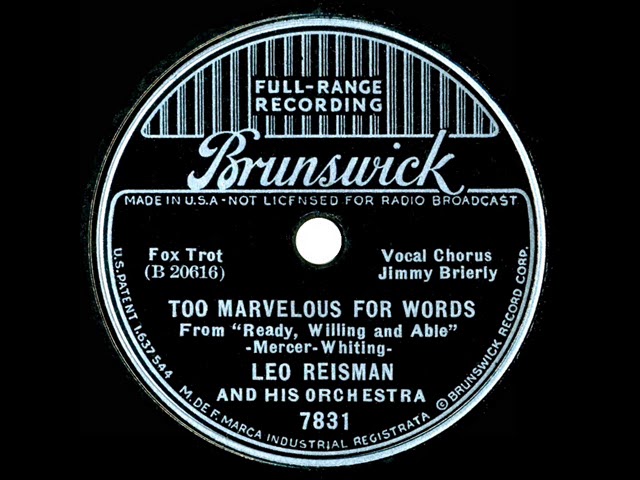 FULL-RANGE
RECORDING
Brunswick
MADE IN U.S.A - NOT LICENSED FOR RADIO BROADCAST
Fox Trot
(B 20616)
Vocal Chorus
Jimmy Brierly
TOO MARVELOUS FOR WORDS
From "Ready, Willing and Able"
-Mercer-Whiting-
LEO REISMAN
AND HIS ORCHESTRA
7831
U.S. PATENT 1,637,544
M. DE F. MARCA INDUSTRIAL REGISTRATA
© BRUNSWICK RECORD CORP.